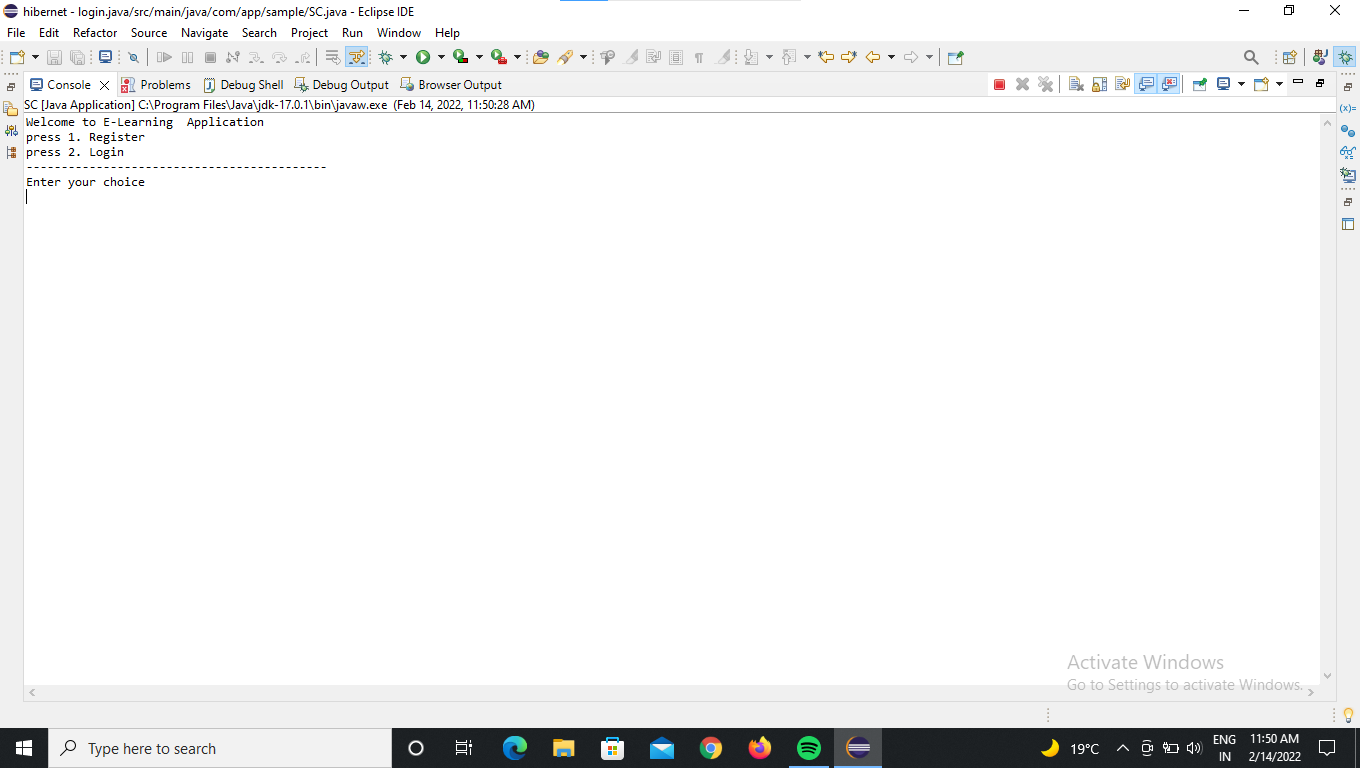 hibernet - login.java/src/main/java/com/app/sample/SC.java - Eclipse IDE
File Edit Refactor Source Navigate Search Project Run Window Help
Console Problems Debug Shell Debug Output Browser Output
SC [Java Application] C:\Program Files\Java\jdk-17.0.1\bin\javaw.exe (Feb 14, 2022, 11:50:28 AM)
Welcome to E-Learning  Application
press 1. Register
press 2. Login
-------------------------------------------
Enter your choice
(x)=
Activate Windows
Go to Settings to activate Windows.
Type here to search
19°C
ENG
IN
11:50 AM
2/14/2022